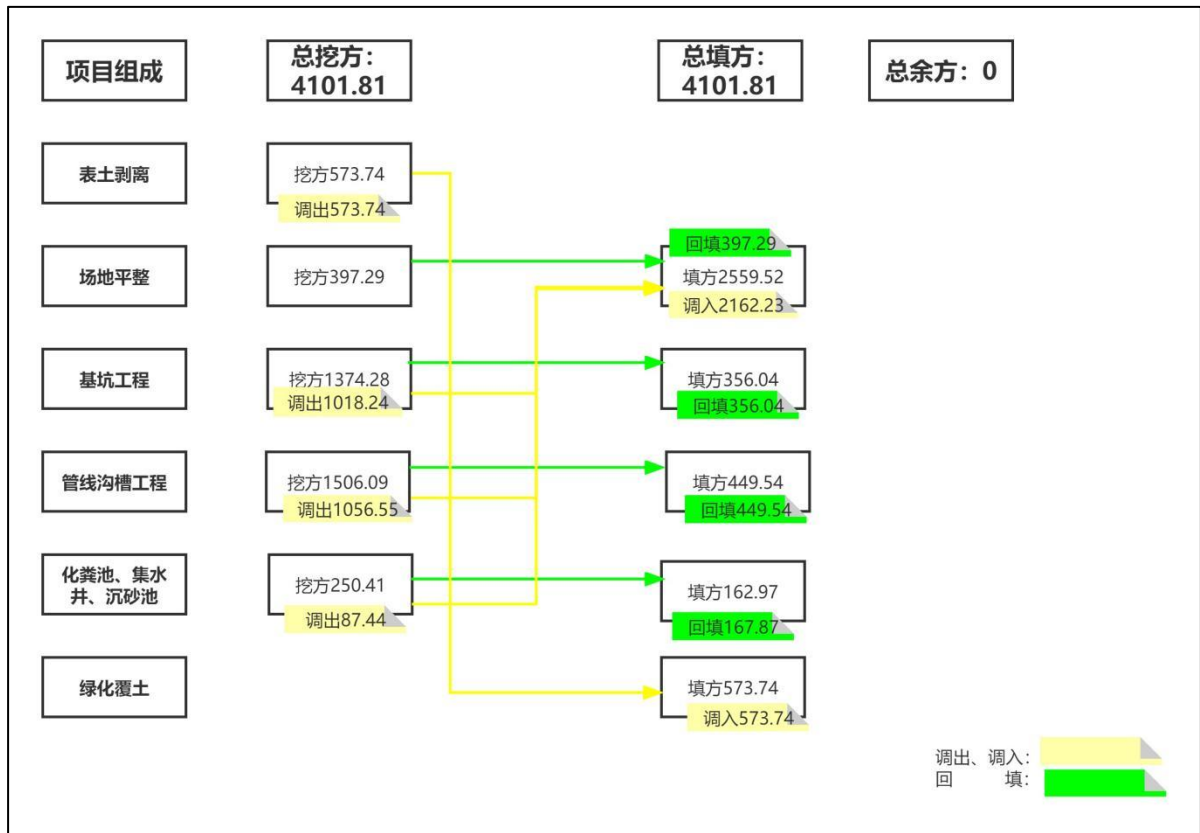 项目组成
总挖方:
4101.81
总填方:
4101.81
总余方:0
表土剥离
挖方573.74
调出573.74
场地平整
挖方397.29
回填397.29
填方2559.52
调入2162.23
基坑工程
挖方1374.28
调出1018.24
填方356.04
回填356.04
管线沟槽工程
挖方1506.09
调出1056.55
填方449.54
回填449.54
化粪池、集水
井、沉砂池
挖方250.41
调出87.44
填方162.97
回填167.87
绿化覆土
填方573.74
调入573.74
调出、调入:
回 填: